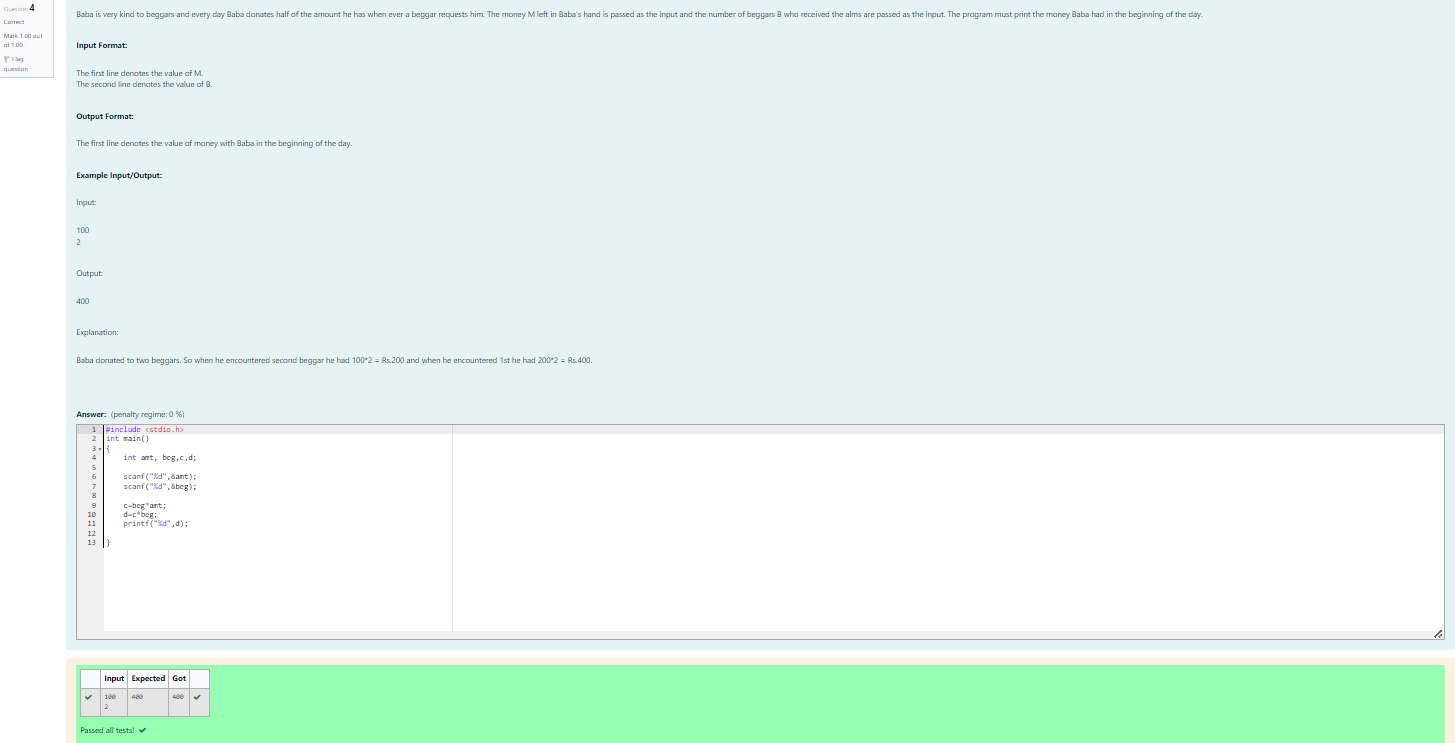 Question 4
Correct
Mark 1.00 out
of 1.00
Flag
question
Baba is very kind to beggars and every day Baba donates half of the amount he has when ever a beggar requests him. The money M left in Baba's hand is passed as the input and the number of beggars B who received the alms are passed as the input. The program must print the money Baba had in the beginning of the day.
Input Format:
The first line denotes the value of M.
The second line denotes the value of B.
Output Format:
The first line denotes the value of money with Baba in the beginning of the day.
Example Input/Output:
Input:
100
2
Output:
400
Explanation:
Baba donated to two beggars. So when he encountered second beggar he had 100*2 = Rs.200 and when he encountered 1st he had 200*2 = Rs.400.
Answer: (penalty regime: 0 %)
1 #include <stdio.h>
2 int main()
3 {
4 int amt, beg,c,d;
5
6 scanf("%d",&amt);
7 scanf("%d",&beg);
8
9 c=beg*amt;
10 d=c*beg;
11 printf("%d",d);
12
13 }
Input Expected Got
100 400 400
2
Passed all tests!